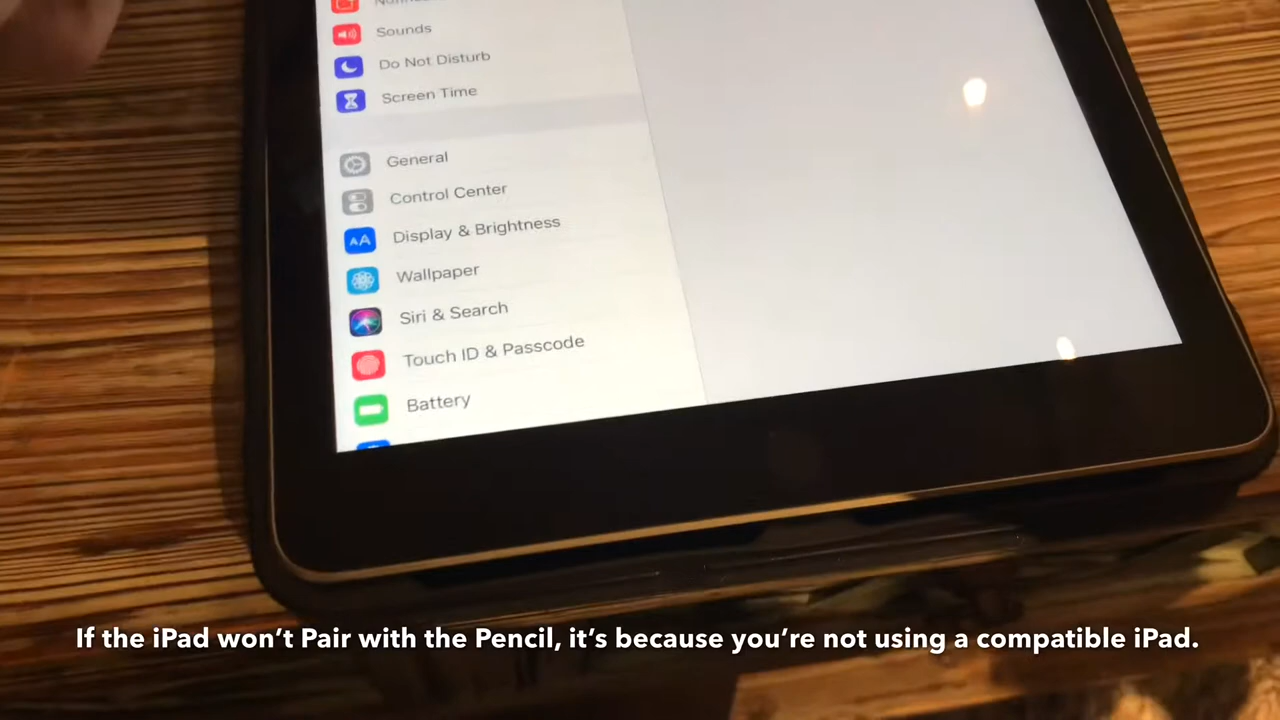 Sounds
Do Not Disturb
Screen Time
General
Control Center
AA
Display & Brightness
Wallpaper
Siri & Search
Touch ID & Passcode
Battery
If the iPad won’t Pair with the Pencil, it’s because you’re not using a compatible iPad.